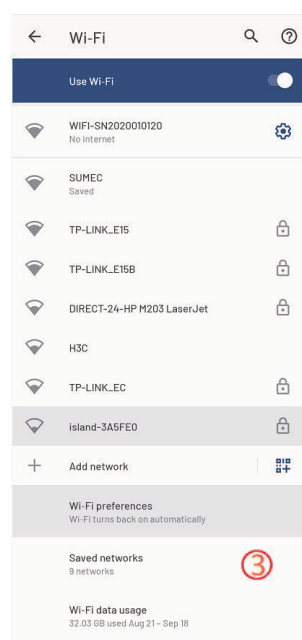 Wi-Fi
Use Wi-Fi
WIFI-SN2020010120
No internet
SUMEC
Saved
TP-LINK_E15
TP-LINK_E15B
DIRECT-24-HP M203 LaserJet
H3C
TP-LINK_EC
island-3A5FE0
Add network
Wi-Fi preferences
Wi-Fi turns back on automatically
Saved networks
9 networks
③
Wi-Fi data usage
32.03 GB used Aug 21 – Sep 18